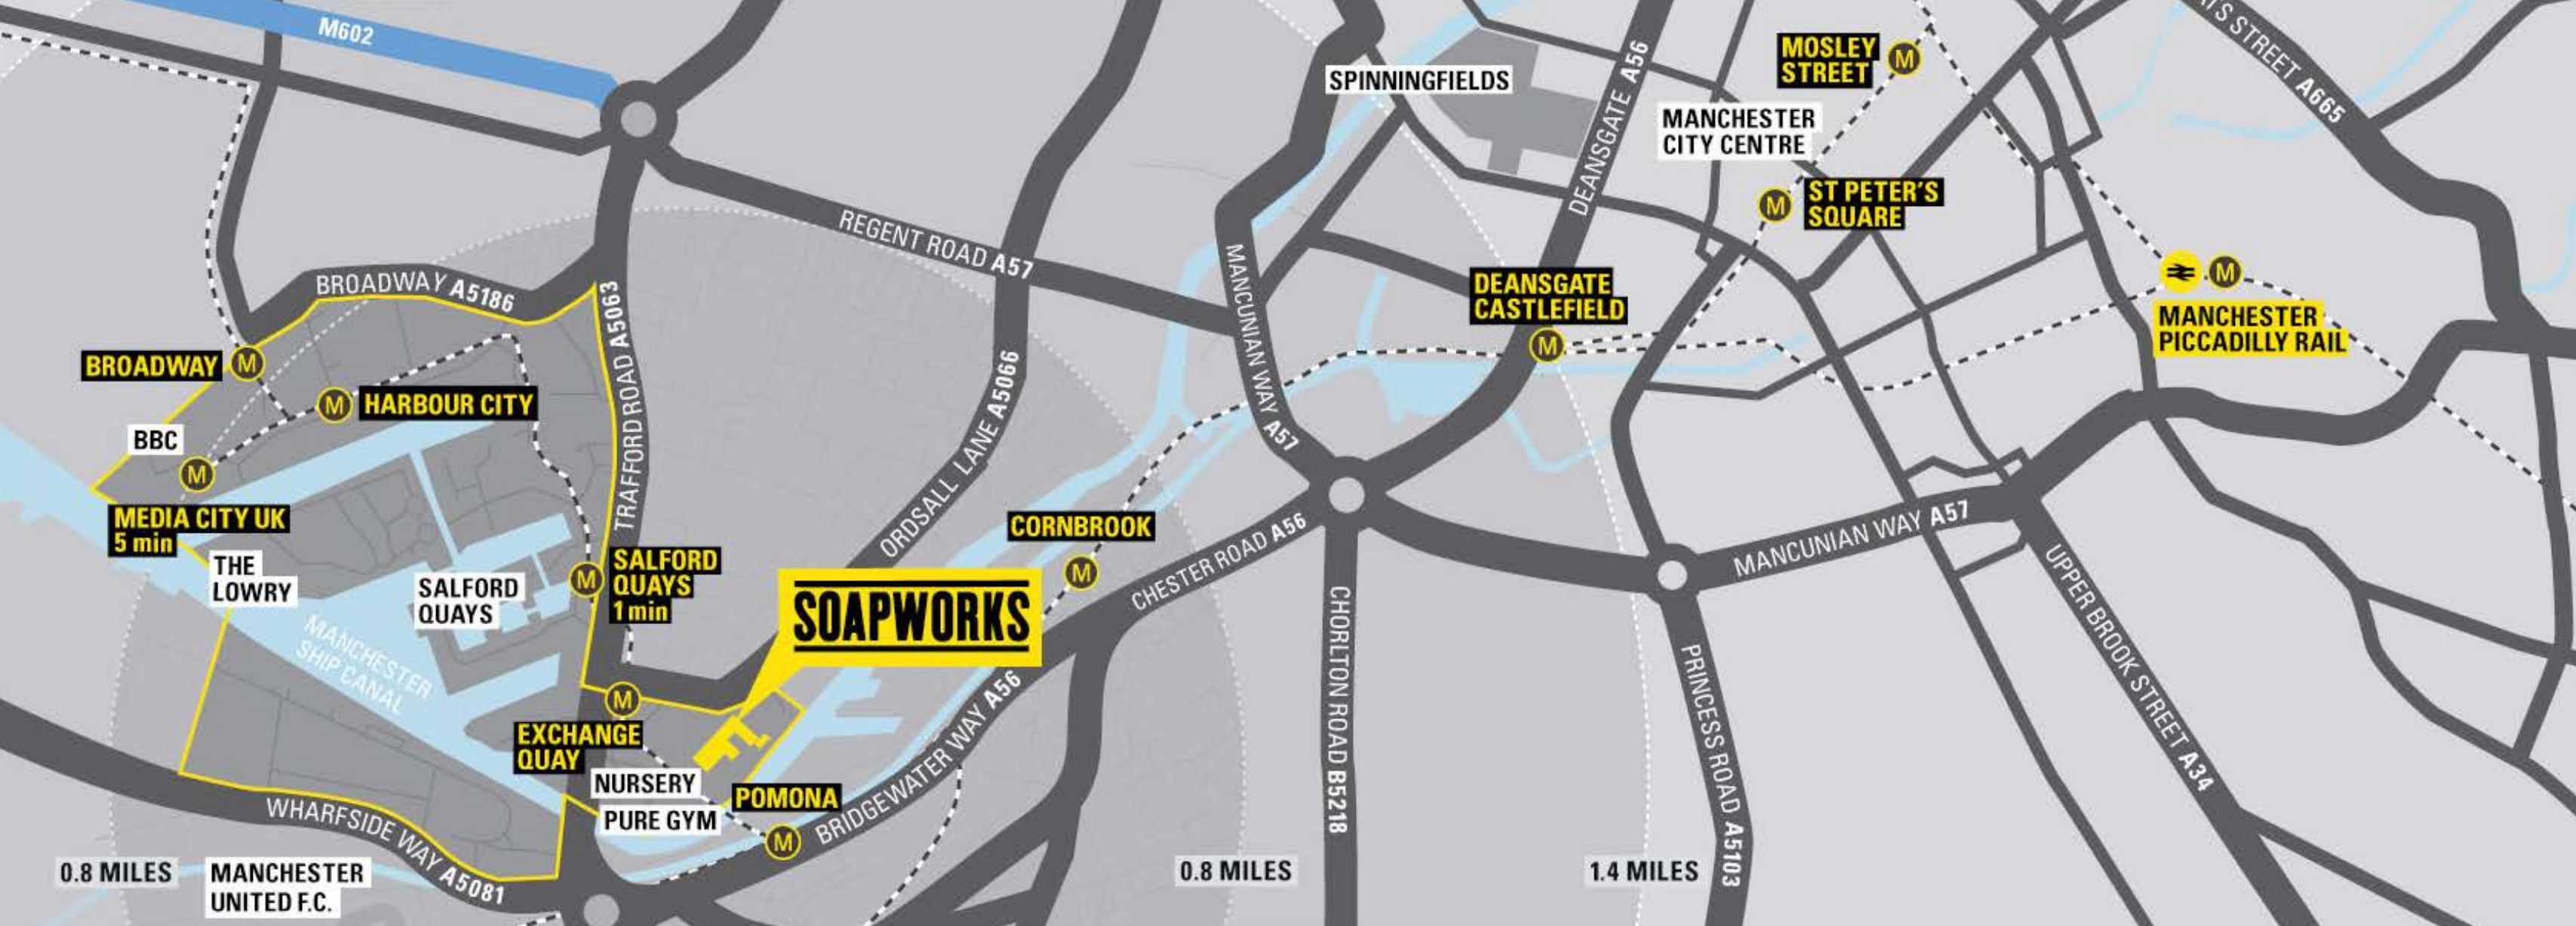 M602
SPINNINGFIELDS
DEANSGATE A56
MOSLEY
STREET
M
MANCHESTER
CITY CENTRE
STREET A665
M
ST PETER'S
SQUARE
REGENT ROAD A57
BROADWAY A5186
TRAFFORD ROAD A5063
MANCUNIAN WAY A57
DEANSGATE
CASTLEFIELD
M
M
MANCHESTER
PICCADILLY RAIL
BROADWAY
M
M
HARBOUR CITY
ORDSALL LANE A5066
BBC
M
MEDIA CITY UK
5 min
THE
LOWRY
SALFORD
QUAYS
M
SALFORD
QUAYS
1 min
SOAPWORKS
CORNBROOK
M
CHESTER ROAD A56
MANCUNIAN WAY A57
MANCHESTER
SHIP CANAL
CHORLTON ROAD B5218
PRINCESS ROAD A5103
UPPER BROOK STREET A34
M
EXCHANGE
QUAY
NURSERY
PURE GYM
POMONA
M
BRIDGEWATER WAY A56
WHARFSIDE WAY A5081
0.8 MILES
MANCHESTER
UNITED F.C.
0.8 MILES
1.4 MILES